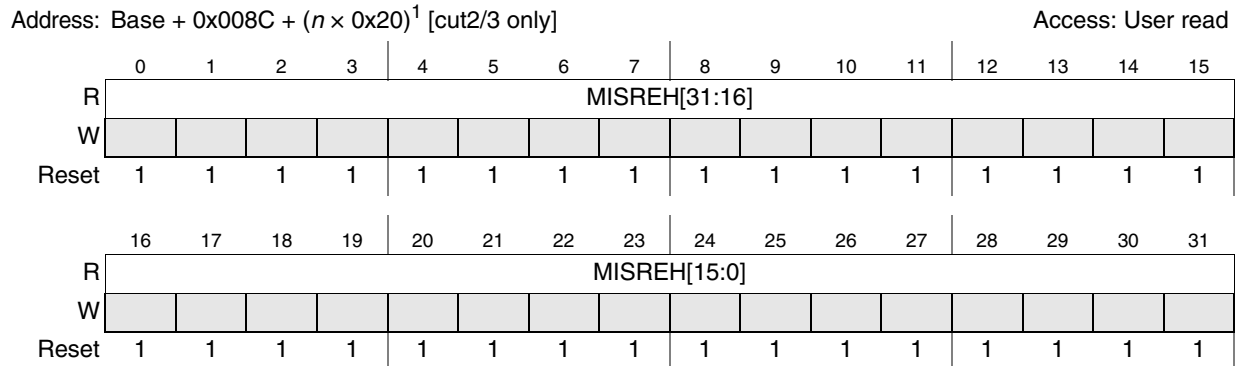 Address: Base + 0x008C + (n × 0x20)1 [cut2/3 only] Access: User read
0 1 2 3 4 5 6 7 8 9 10 11 12 13 14 15
R MISREH[31:16]
W
Reset 1 1 1 1 1 1 1 1 1 1 1 1 1 1 1 1
16 17 18 19 20 21 22 23 24 25 26 27 28 29 30 31
R MISREH[15:0]
W
Reset 1 1 1 1 1 1 1 1 1 1 1 1 1 1 1 1